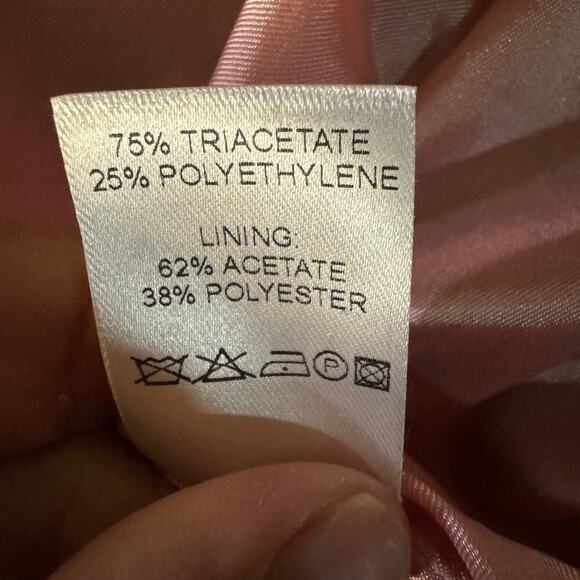 75% TRIACETATE
25% POLYETHYLENE
LINING:
62% ACETATE
38% POLYESTER
P